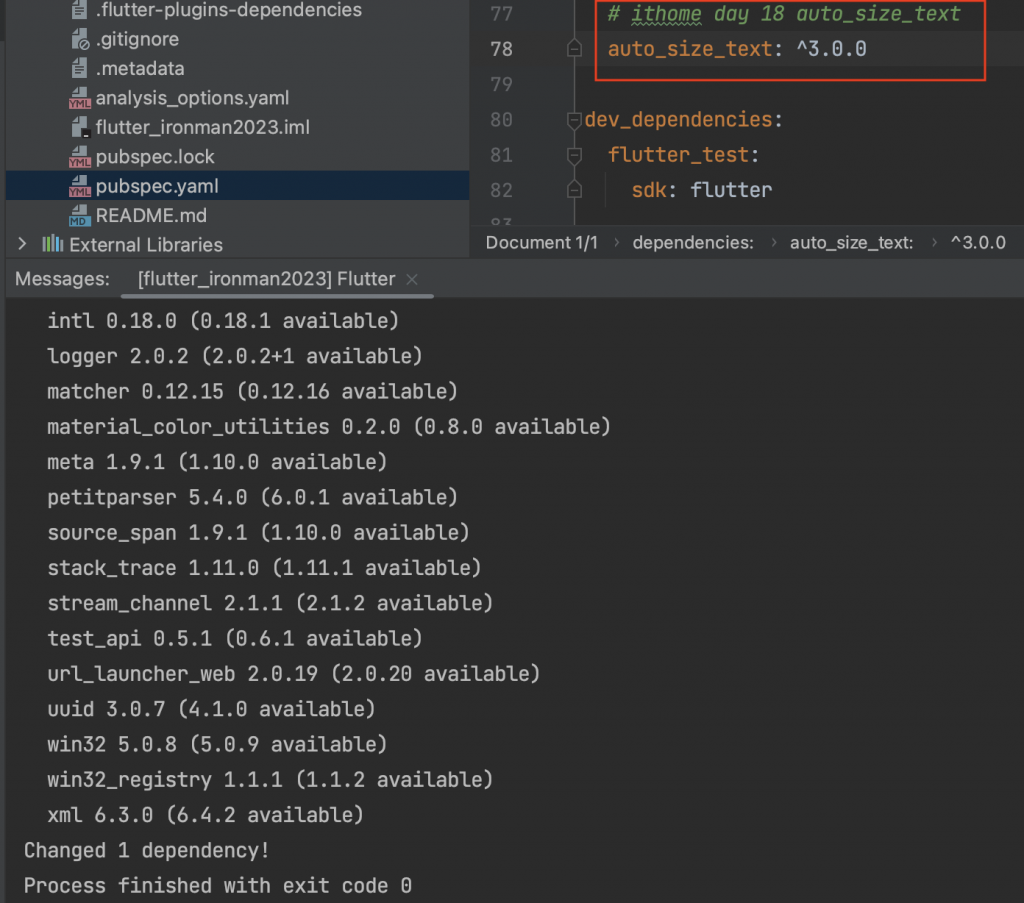 .flutter-plugins-dependencies
.gitignore
.metadata
analysis_options.yaml
flutter_ironman2023.iml
pubspec.lock
pubspec.yaml
README.md
External Libraries
77 # ithome day 18 auto_size_text
78 auto_size_text: ^3.0.0
79
80 dev_dependencies:
81 flutter_test:
82 sdk: flutter
83
Document 1/1 › dependencies: › auto_size_text: › ^3.0.0
Messages: [flutter_ironman2023] Flutter ×
intl 0.18.0 (0.18.1 available)
logger 2.0.2 (2.0.2+1 available)
matcher 0.12.15 (0.12.16 available)
material_color_utilities 0.2.0 (0.8.0 available)
meta 1.9.1 (1.10.0 available)
petitparser 5.4.0 (6.0.1 available)
source_span 1.9.1 (1.10.0 available)
stack_trace 1.11.0 (1.11.1 available)
stream_channel 2.1.1 (2.1.2 available)
test_api 0.5.1 (0.6.1 available)
url_launcher_web 2.0.19 (2.0.20 available)
uuid 3.0.7 (4.1.0 available)
win32 5.0.8 (5.0.9 available)
win32_registry 1.1.1 (1.1.2 available)
xml 6.3.0 (6.4.2 available)
Changed 1 dependency!
Process finished with exit code 0